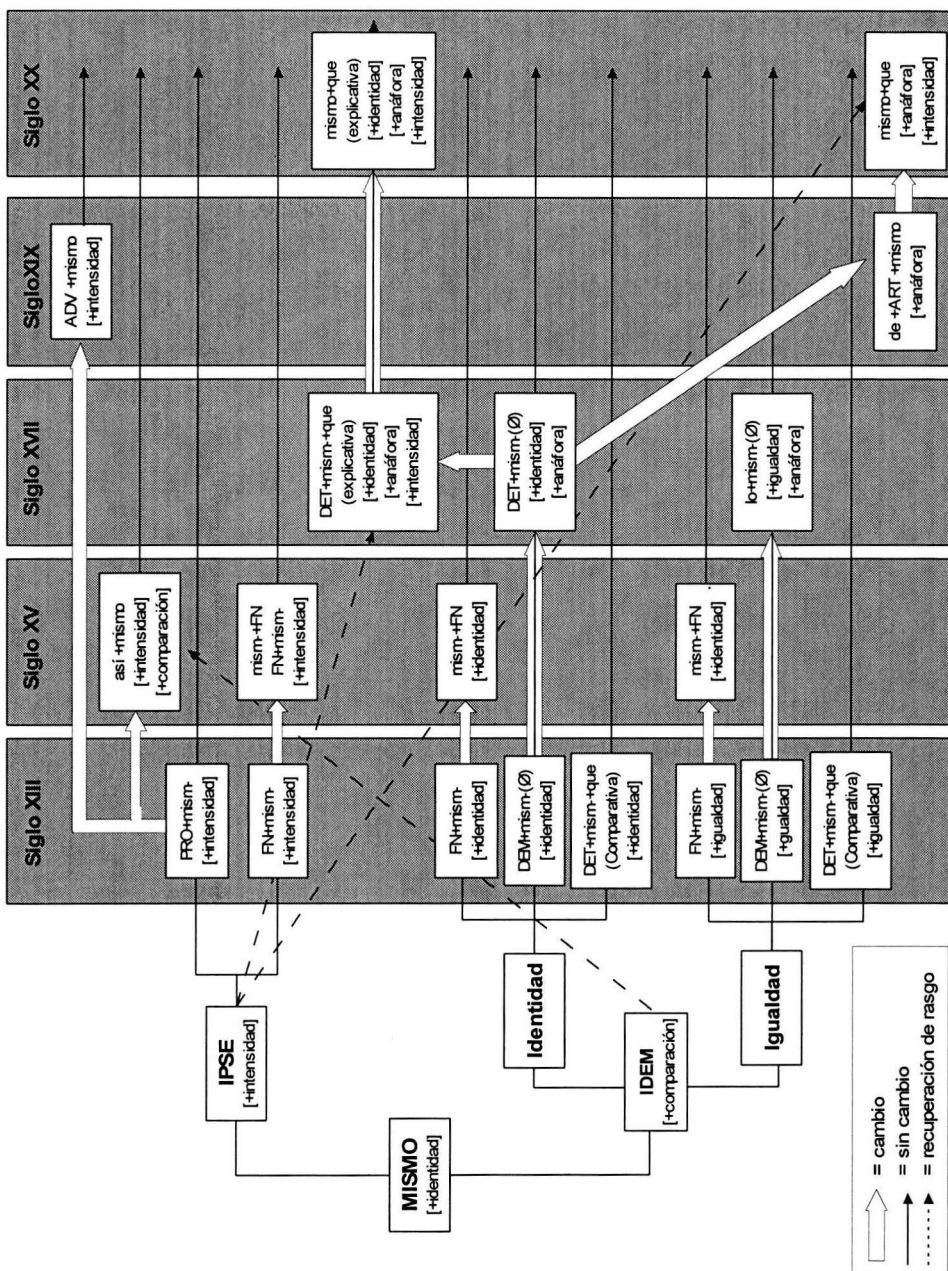 Siglo XIII
Siglo XV
Siglo XVII
SigloXIX
Siglo XX
MISMO
[+identidad]
IPSE
[+intensidad]
IDEM
[+comparación]
Identidad
Igualdad
PRO+mism-
[+intensidad]
FN+mism-
[+intensidad]
FN+mism-
[+identidad]
DEM+mism-(Ø)
[+identidad]
DET+mism-+que
(Comparativa)
[+identidad]
FN+mism-
[+igualdad]
DEM+mism-(Ø)
[+igualdad]
DET+mism-+que
(Comparativa)
[+igualdad]
así +mismo
[+intensidad]
[+comparación]
mism-+FN
FN+mism-
[+intensidad]
mism-+FN
[+identidad]
mism-+FN
[+identidad]
DET+mism-+que
(explicativa)
[+identidad]
[+anáfora]
[+intensidad]
DET+mism-(Ø)
[+identidad]
[+anáfora]
lo+mism-(Ø)
[+igualdad]
[+anáfora]
ADV +mismo
[+intensidad]
de +ART +mismo
[+anáfora]
mismo+que
(explicativa)
[+identidad]
[+anáfora]
[+intensidad]
mismo+que
[+anáfora]
[+intensidad]
= cambio
= sin cambio
= recuperación de rasgo